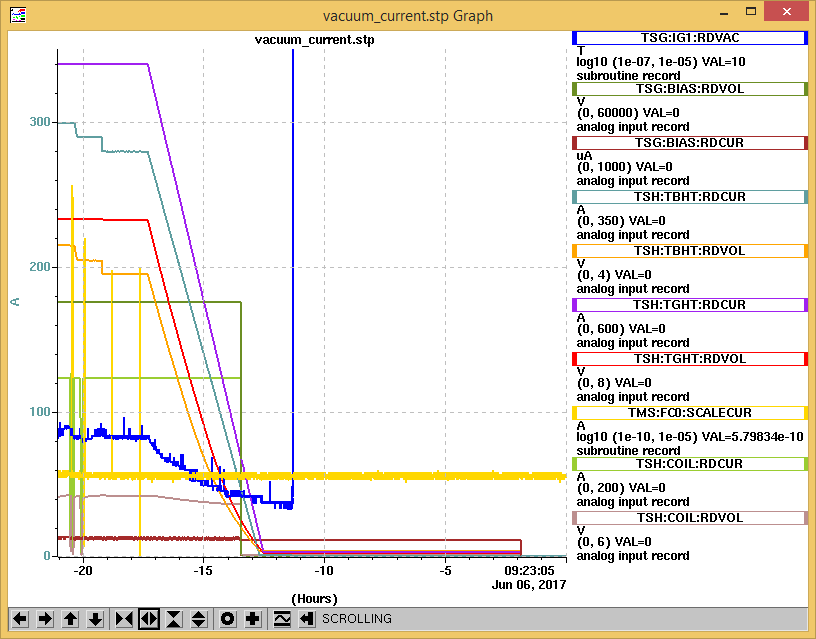 vacuum_current.stp Graph
vacuum_current.stp
A
300
200
100
0
-20
-15
-10
-5
09:23:05
Jun 06, 2017
(Hours)
TSG:IG1:RDVAC
T
log10 (1e-07, 1e-05) VAL=10
subroutine record
TSG:BIAS:RDVOL
V
(0, 60000) VAL=0
analog input record
TSG:BIAS:RDCUR
uA
(0, 1000) VAL=0
analog input record
TSH:TBHT:RDCUR
A
(0, 350) VAL=0
analog input record
TSH:TBHT:RDVOL
V
(0, 4) VAL=0
analog input record
TSH:TGHT:RDCUR
A
(0, 600) VAL=0
analog input record
TSH:TGHT:RDVOL
V
(0, 8) VAL=0
analog input record
TMS:FC0:SCALECUR
A
log10 (1e-10, 1e-05) VAL=5.79834e-10
subroutine record
TSH:COIL:RDCUR
A
(0, 200) VAL=0
analog input record
TSH:COIL:RDVOL
V
(0, 6) VAL=0
analog input record
SCROLLING